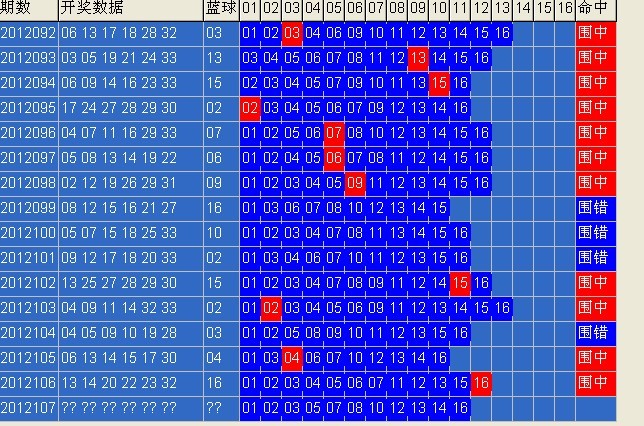 期数 开奖数据 蓝球 01 02 03 04 05 06 07 08 09 10 11 12 13 14 15 16 命中
2012092 06 13 17 18 28 32 03 01 02 03 04 06 09 08 09 10 12 13 14 15 16 围中
2012093 03 05 19 21 24 33 13 03 04 05 06 07 08 11 12 13 14 15 16 围中
2012094 06 09 14 16 23 33 15 02 03 04 05 07 09 10 11 13 15 16 围中
2012095 17 24 27 28 29 30 02 02 03 04 05 06 07 09 12 13 14 16 围中
2012096 04 07 11 16 29 33 07 01 02 05 06 07 08 10 12 13 14 15 16 围中
2012097 05 08 13 14 19 22 06 01 02 04 05 06 07 08 11 12 14 15 16 围中
2012098 02 12 19 26 29 31 09 01 02 03 05 06 09 11 12 13 14 15 16 围中
2012099 08 12 15 16 21 27 16 01 03 06 07 08 10 12 13 14 15 围错
2012100 05 07 15 18 25 33 10 01 02 03 04 05 07 08 11 13 14 16 围错
2012101 09 12 17 18 20 33 11 01 02 03 05 06 07 09 12 13 14 16 围错
2012102 13 25 27 28 29 30 15 01 02 03 04 07 08 09 11 13 14 15 16 围中
2012103 04 09 11 14 32 33 02 01 02 03 04 05 06 08 09 12 13 14 15 16 围中
2012104 04 05 09 10 19 28 03 01 02 05 08 09 10 11 12 13 15 16 围错
2012105 06 13 14 15 17 30 04 01 03 04 06 07 10 12 13 14 16 围中
2012106 13 14 20 22 23 32 16 01 02 03 04 05 06 07 11 12 13 15 16 围中
2012107 ?? ?? ?? ?? ?? ?? ?? 01 02 03 05 07 08 10 12 13 14 16